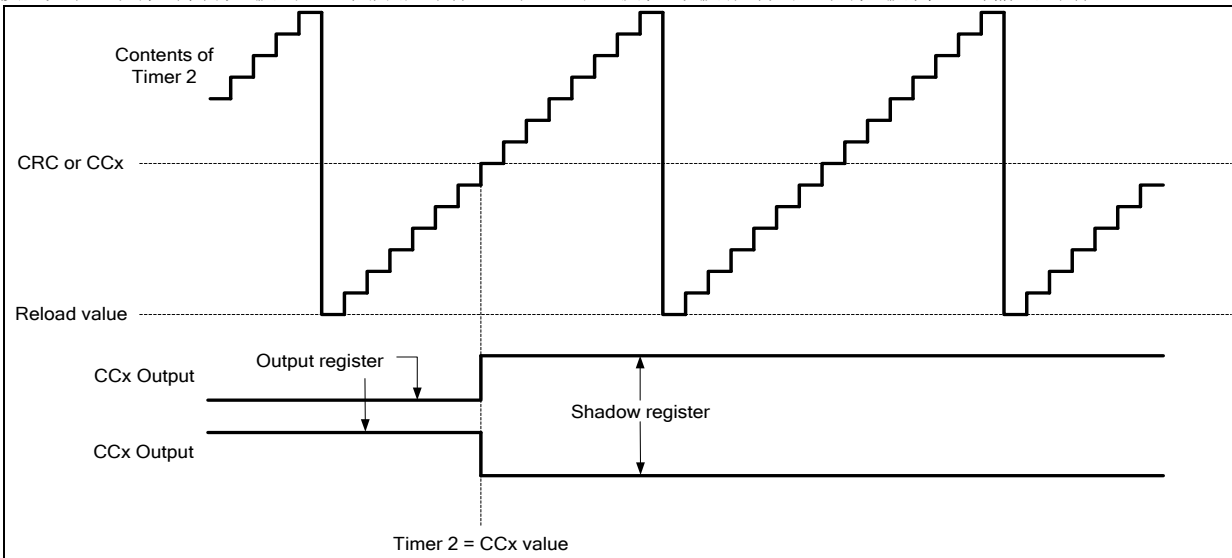 Contents of
Timer 2
CRC or CCx
Reload value
Output register
CCx Output
Shadow register
CCx Output
Timer 2 = CCx value